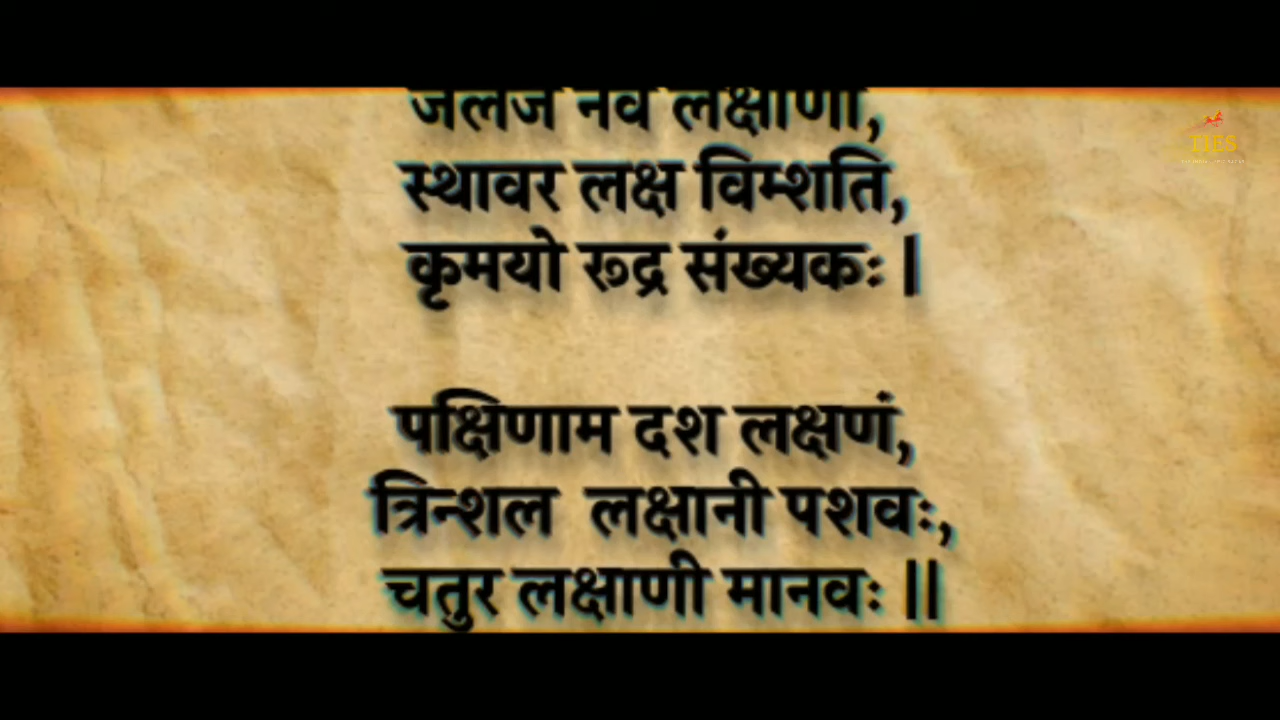 जलज नव लक्षाणी,
स्थावर लक्ष विम्शति,
कृमयो रूद्र संख्यकः |
पक्षिणाम दश लक्षणं,
त्रिन्शल लक्षानी पशवः,
चतुर लक्षाणी मानवः ||